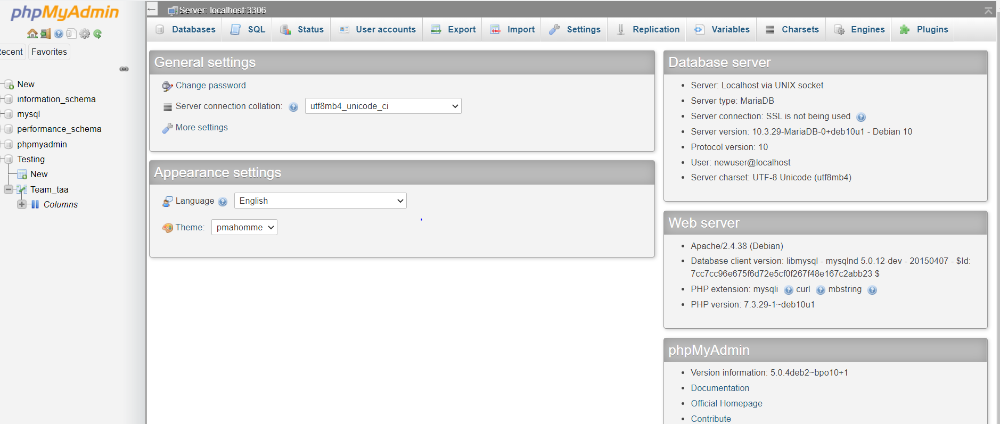 phpMyAdmin
Recent Favorites
New
information_schema
mysql
performance_schema
phpmyadmin
Testing
New
Team_taa
Columns
Server: localhost:3306
Databases SQL Status User accounts Export Import Settings Replication Variables Charsets Engines Plugins
General settings
Change password
Server connection collation: utf8mb4_unicode_ci
More settings
Appearance settings
Language English
Theme: pmahomme
Database server
Server: Localhost via UNIX socket
Server type: MariaDB
Server connection: SSL is not being used
Server version: 10.3.29-MariaDB-0+deb10u1 - Debian 10
Protocol version: 10
User: newuser@localhost
Server charset: UTF-8 Unicode (utf8mb4)
Web server
Apache/2.4.38 (Debian)
Database client version: libmysql - mysqlnd 5.0.12-dev - 20150407 - $Id:
7cc7cc96e675f6d72e5cf0f267f48e167c2abb23 $
PHP extension: mysqli curl mbstring
PHP version: 7.3.29-1~deb10u1
phpMyAdmin
Version information: 5.0.4deb2~bpo10+1
Documentation
Official Homepage
Contribute